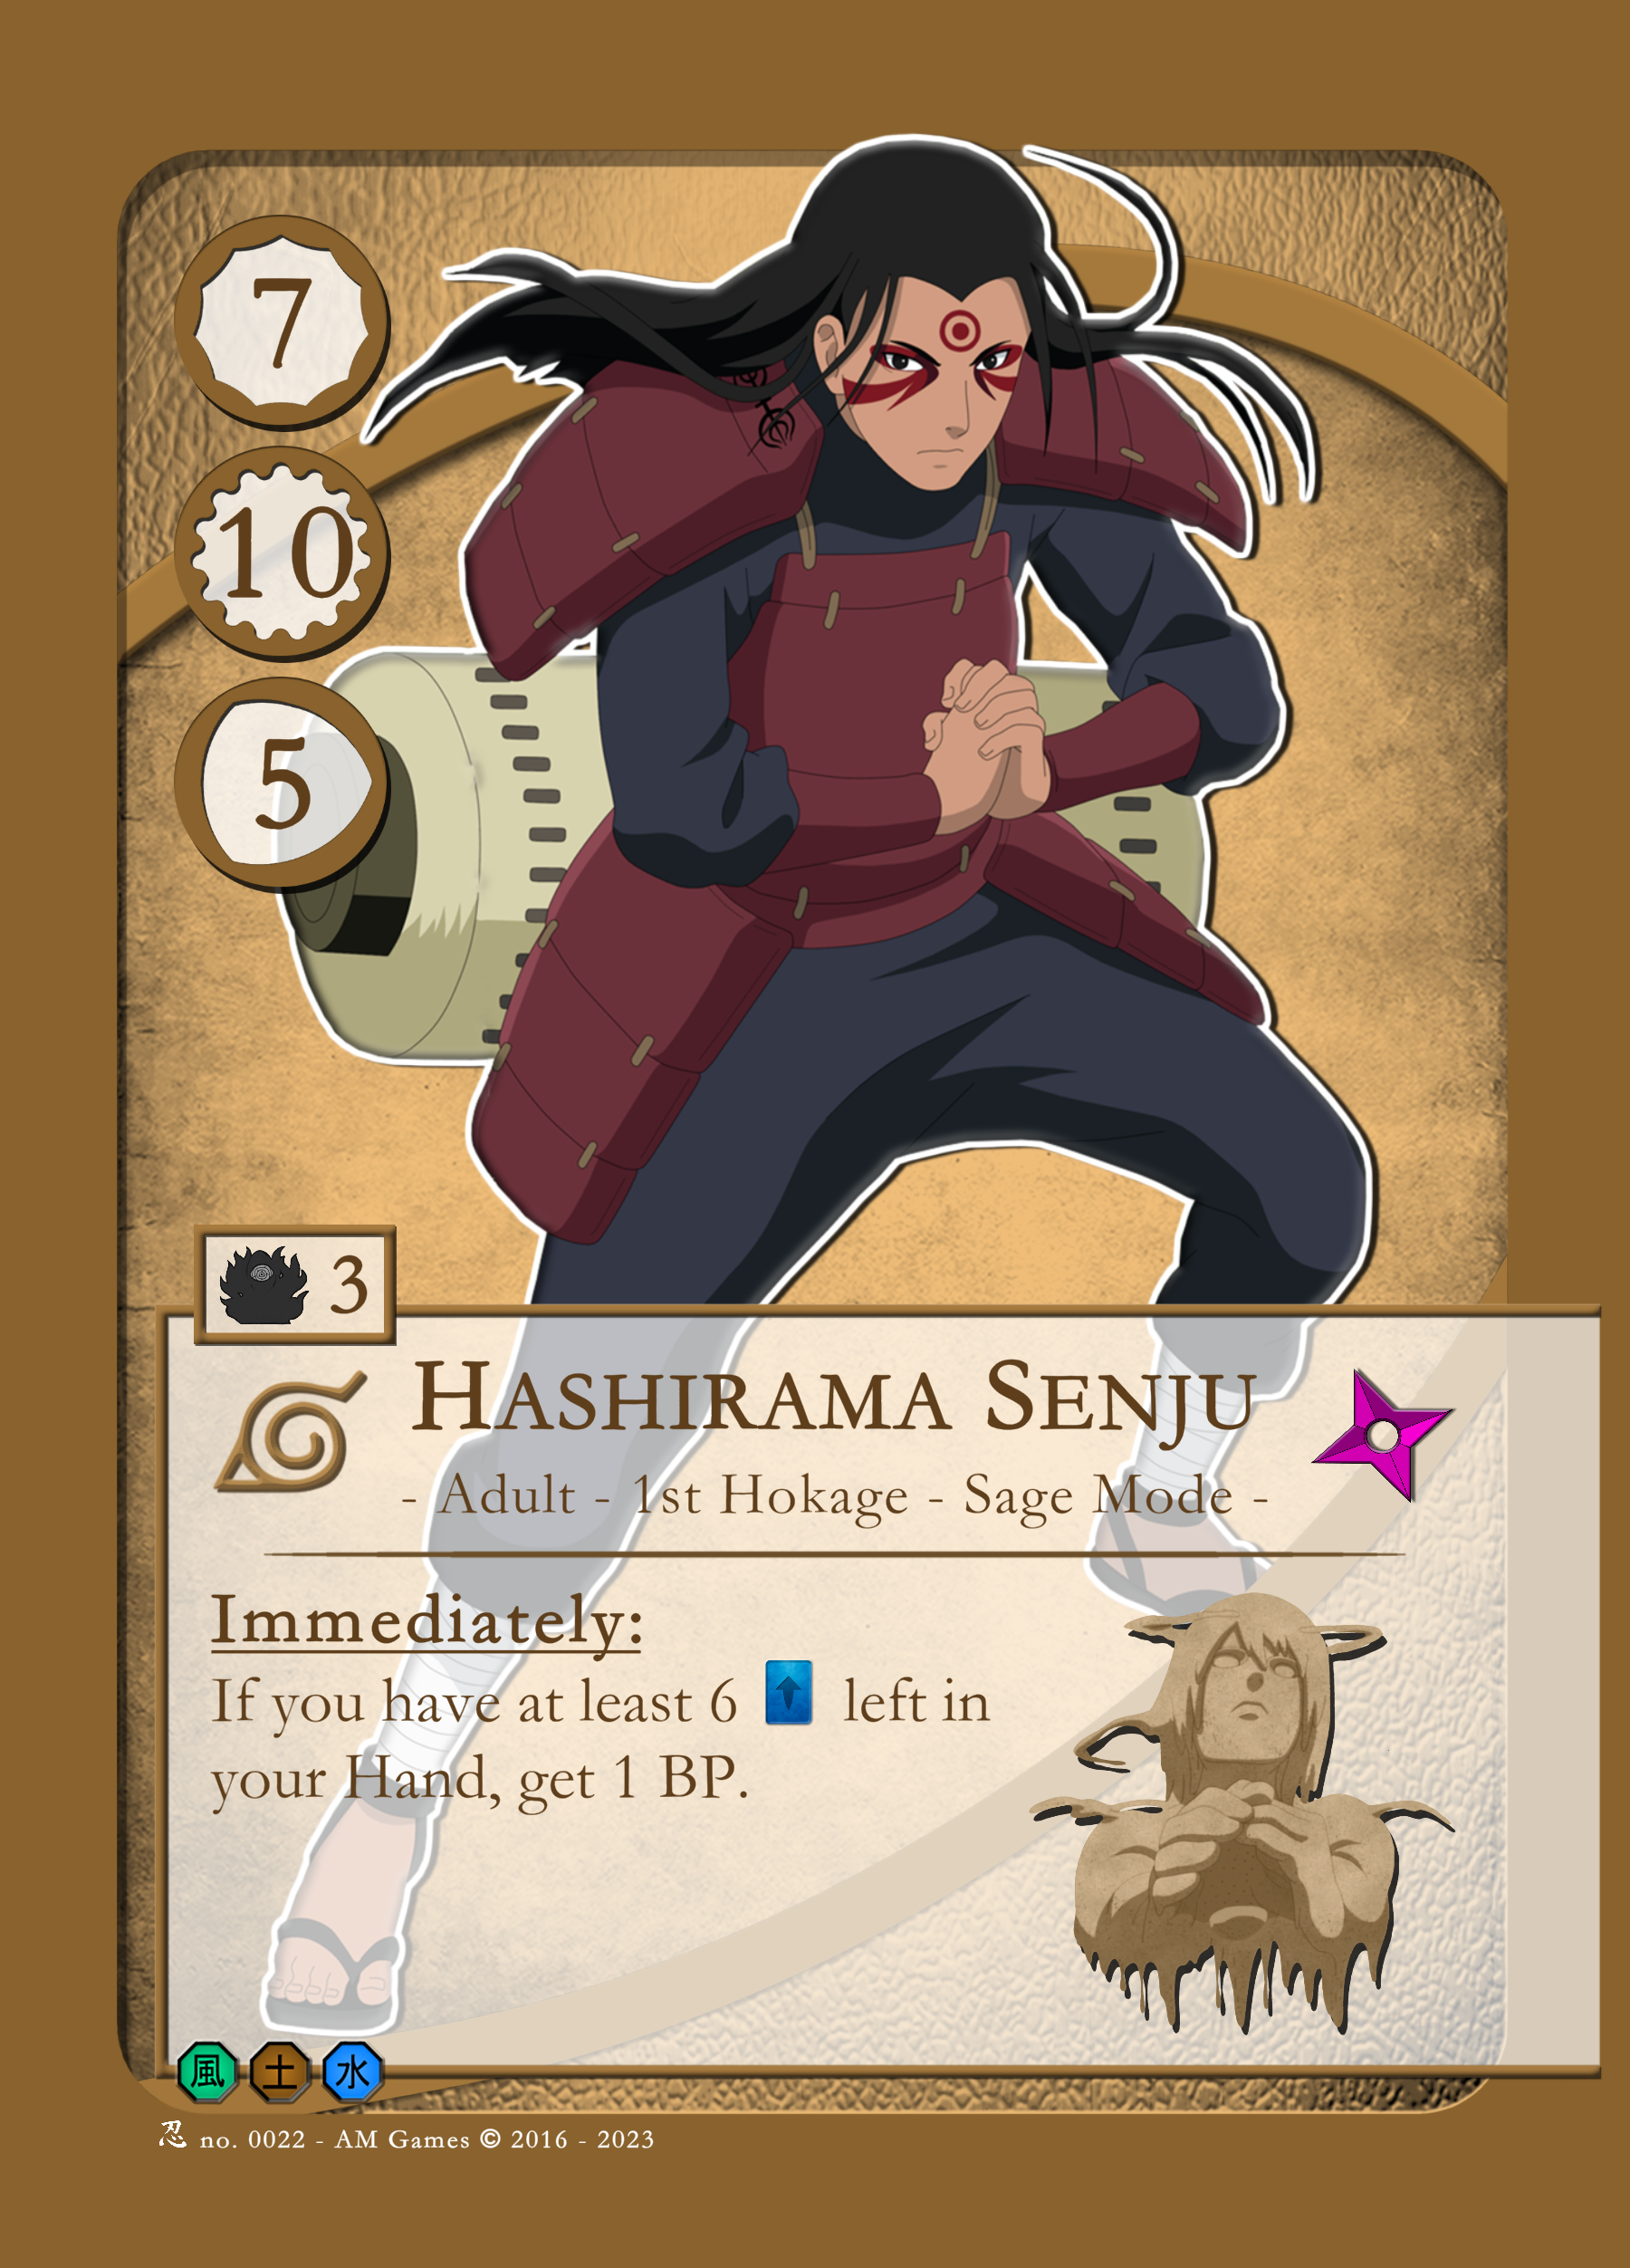 7
10
5
3
Hashirama Senju
- Adult - 1st Hokage - Sage Mode -
Immediately:
If you have at least 6 left in
your Hand, get 1 BP.
風 土 水
忍 no. 0022 - AM Games © 2016 - 2023